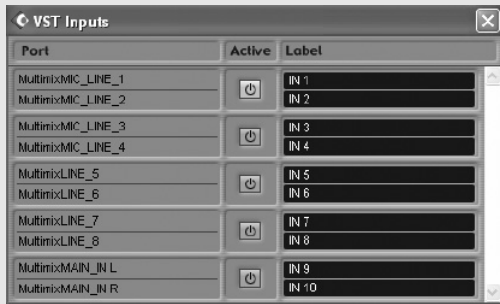 VST Inputs
Port Active Label
MultimixMIC_LINE_1 IN 1
MultimixMIC_LINE_2 IN 2
MultimixMIC_LINE_3 IN 3
MultimixMIC_LINE_4 IN 4
MultimixLINE_5 IN 5
MultimixLINE_6 IN 6
MultimixLINE_7 IN 7
MultimixLINE_8 IN 8
MultimixMAIN_IN L IN 9
MultimixMAIN_IN R IN 10